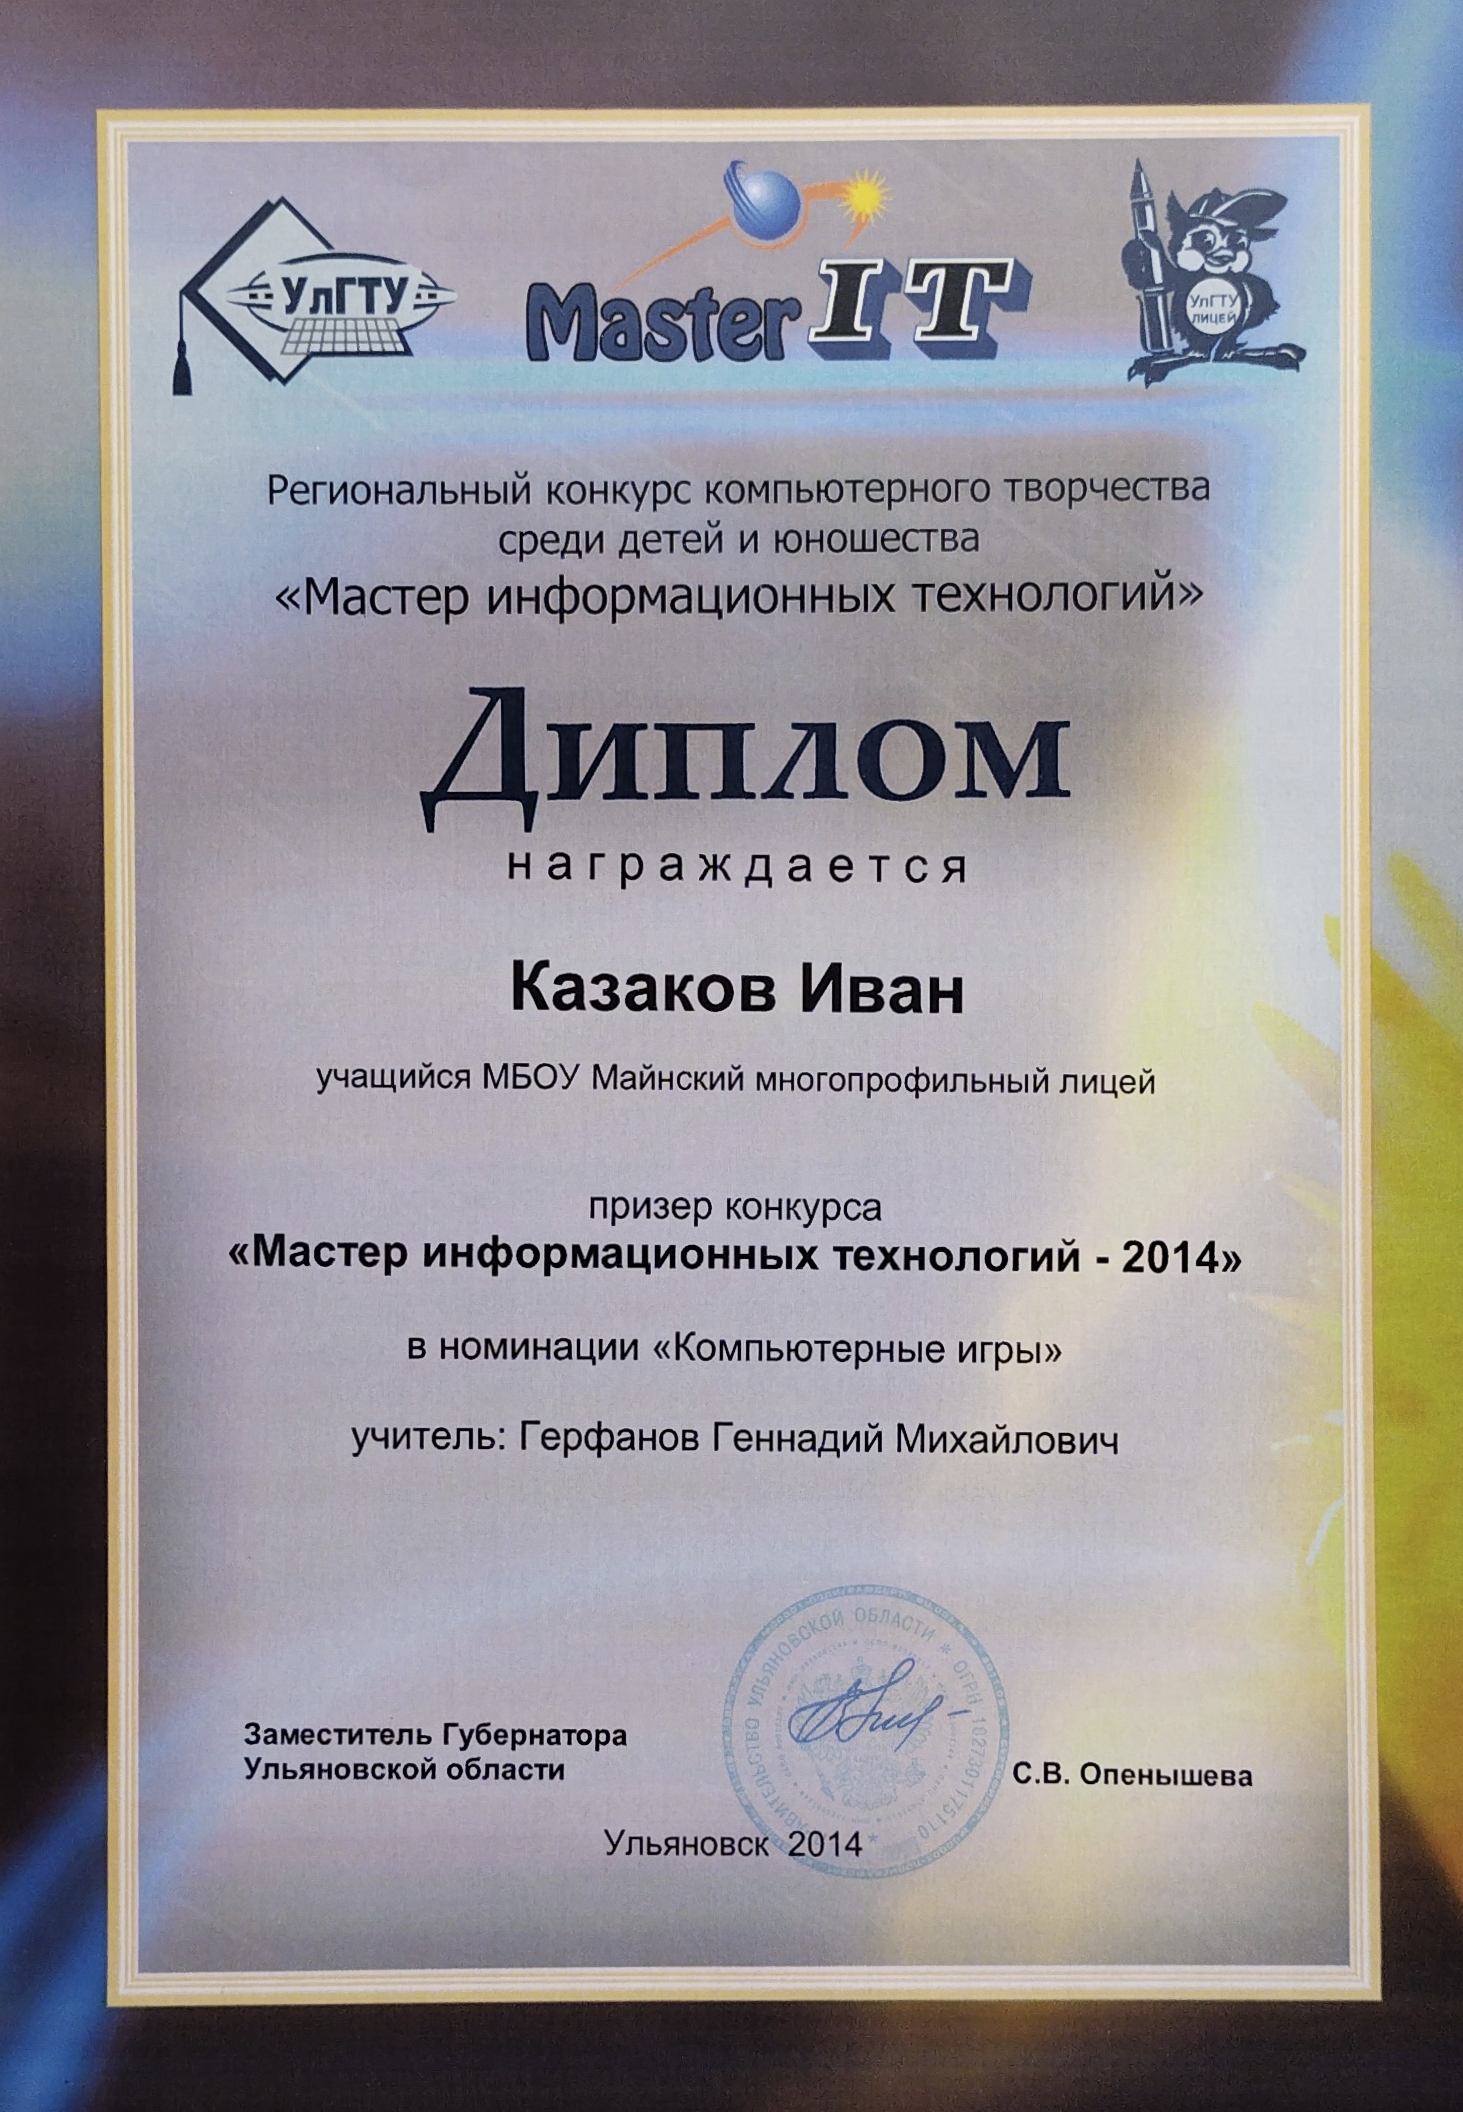 УлГТУ
Master IT
УлГТУ
ЛИЦЕЙ
Региональный конкурс компьютерного творчества
среди детей и юношества
«Мастер информационных технологий»
Диплом
награждается
Казаков Иван
учащийся МБОУ Майнский многопрофильный лицей
призер конкурса
«Мастер информационных технологий - 2014»
в номинации «Компьютерные игры»
учитель: Герфанов Геннадий Михайлович
УЛЬЯНОВСКОЙ ОБЛАСТИ * ОГРН 1027301175110 *
Заместитель Губернатора
Ульяновской области
С.В. Опенышева
Ульяновск 2014